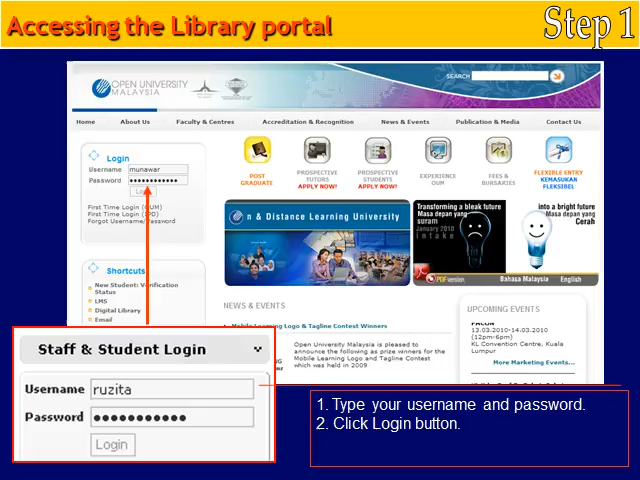 Accessing the Library portal
Step 1
OPEN UNIVERSITY
MALAYSIA
SEARCH
Home About Us Faculty & Centres Accreditation & Recognition News & Events Publication & Media Contact Us
Login
Username munawar
Password ••••••••••••
Login
First Time Login (OUM)
First Time Login (IPD)
Forgot Username/Password
POST
GRADUATE
PROSPECTIVE
TUTORS
APPLY NOW!
PROSPECTIVE
STUDENTS
APPLY NOW!
EXPERIENCE
OUM
FEES &
BURSARIES
FLEXIBLE ENTRY
KEMASUKAN
FLEKSIBEL
n & Distance Learning University
Transforming a bleak future
Masa depan yang
suram
January 2010
intake
into a bright future
Masa depan yang
Cerah
PDF version Bahasa Malaysia English
Shortcuts
New Student: Verification
Status
LMS
Digital Library
Email
NEWS & EVENTS
Mobile Learning Logo & Tagline Contest Winners
Open University Malaysia is pleased to
announce the following as prize winners for the
Mobile Learning Logo and Tagline Contest
which was held in 2009
UPCOMING EVENTS
13.03.2010-14.03.2010
(12pm-6pm)
KL Convention Centre, Kuala
Lumpur
More Marketing Events...
Staff & Student Login
Username ruzita
Password •••••••••••
Login
1. Type your username and password.
2. Click Login button.